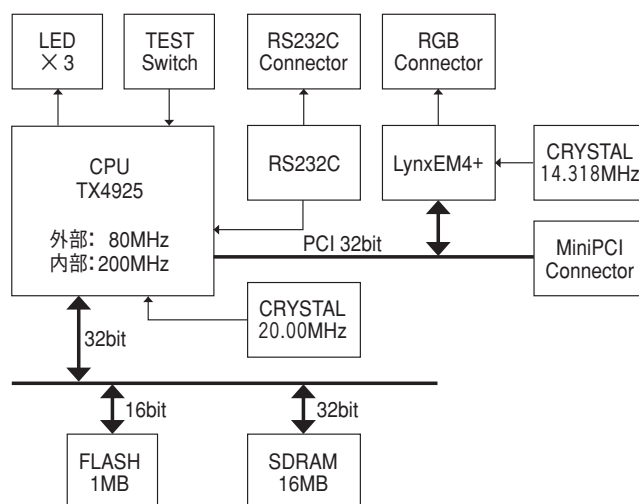 LED
× 3
TEST
Switch
RS232C
Connector
RGB
Connector
CPU
TX4925
外部: 80MHz
内部:200MHz
RS232C
LynxEM4+
CRYSTAL
14.318MHz
PCI 32bit
MiniPCI
Connector
CRYSTAL
20.00MHz
32bit
16bit
32bit
FLASH
1MB
SDRAM
16MB